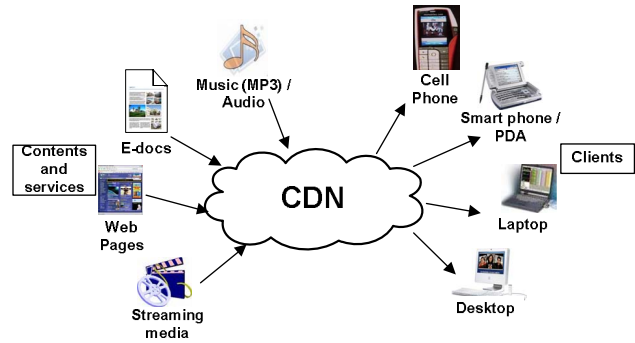 Music (MP3) /
Audio
Cell
Phone
Smart phone /
PDA
E-docs
Contents
and
services
CDN
Clients
Web
Pages
Laptop
Streaming
media
Desktop